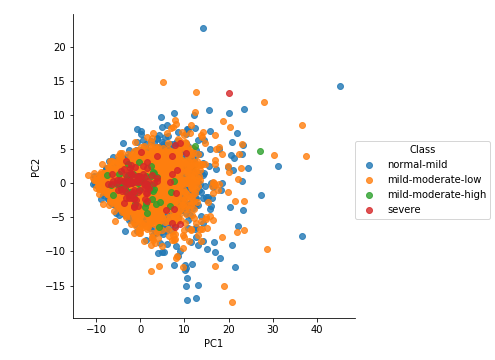 20
15
10
5
0
−5
−10
−15
PC2
−10 0 10 20 30 40
PC1
Class
normal-mild
mild-moderate-low
mild-moderate-high
severe